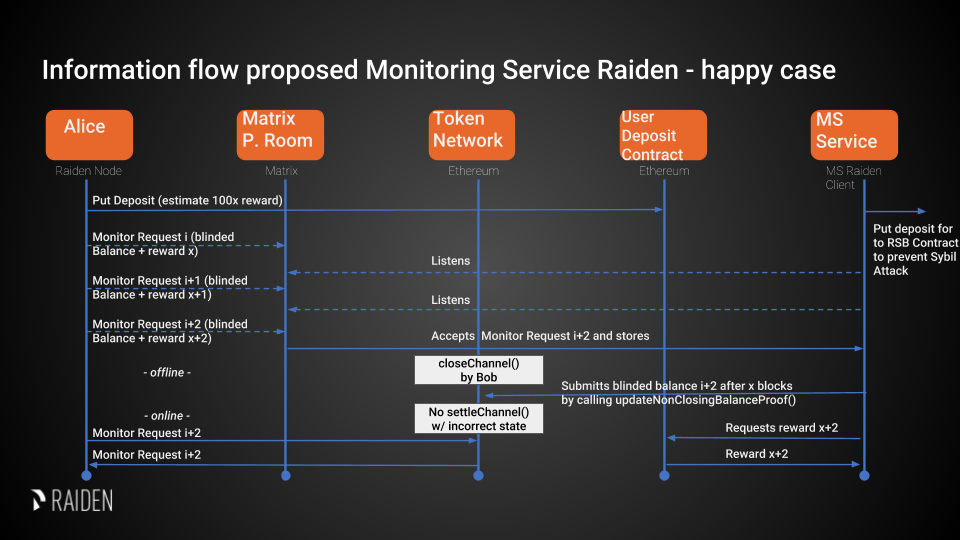 Information flow proposed Monitoring Service Raiden - happy case
Alice
Matrix
P. Room
Token
Network
User
Deposit
Contract
MS
Service
Raiden Node
Matrix
Ethereum
Ethereum
MS Raiden
Client
Put Deposit (estimate 100x reward)
Put deposit for
to RSB Contract
to prevent Sybil
Attack
Monitor Request i (blinded
Balance + reward x)
Listens
Monitor Request i+1 (blinded
Balance + reward x+1)
Listens
Monitor Request i+2 (blinded
Balance + reward x+2)
Accepts Monitor Request i+2 and stores
closeChannel()
by Bob
- offline -
Submitts blinded balance i+2 after x blocks
by calling updateNonClosingBalanceProof()
No settleChannel()
w/ incorrect state
- online -
Monitor Request i+2
Requests reward x+2
Monitor Request i+2
Reward x+2
RAIDEN